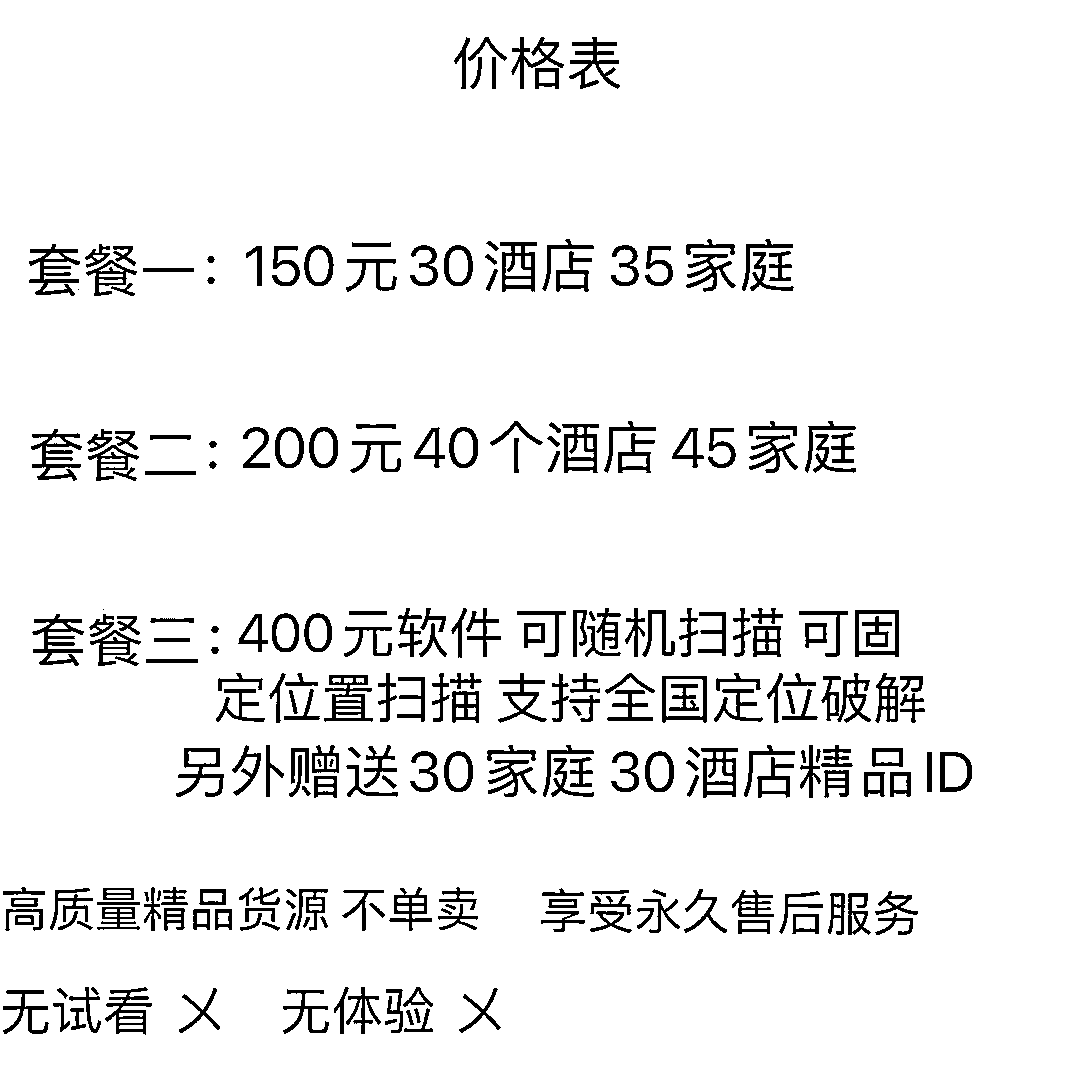 价格表
套餐一：150元30酒店 35家庭
套餐二：200元40个酒店 45家庭
套餐三：400元软件 可随机扫描 可固
定位置扫描 支持全国定位破解
另外赠送30家庭 30酒店精品ID
高质量精品货源 不单卖 享受永久售后服务
无试看 㐅 无体验 㐅